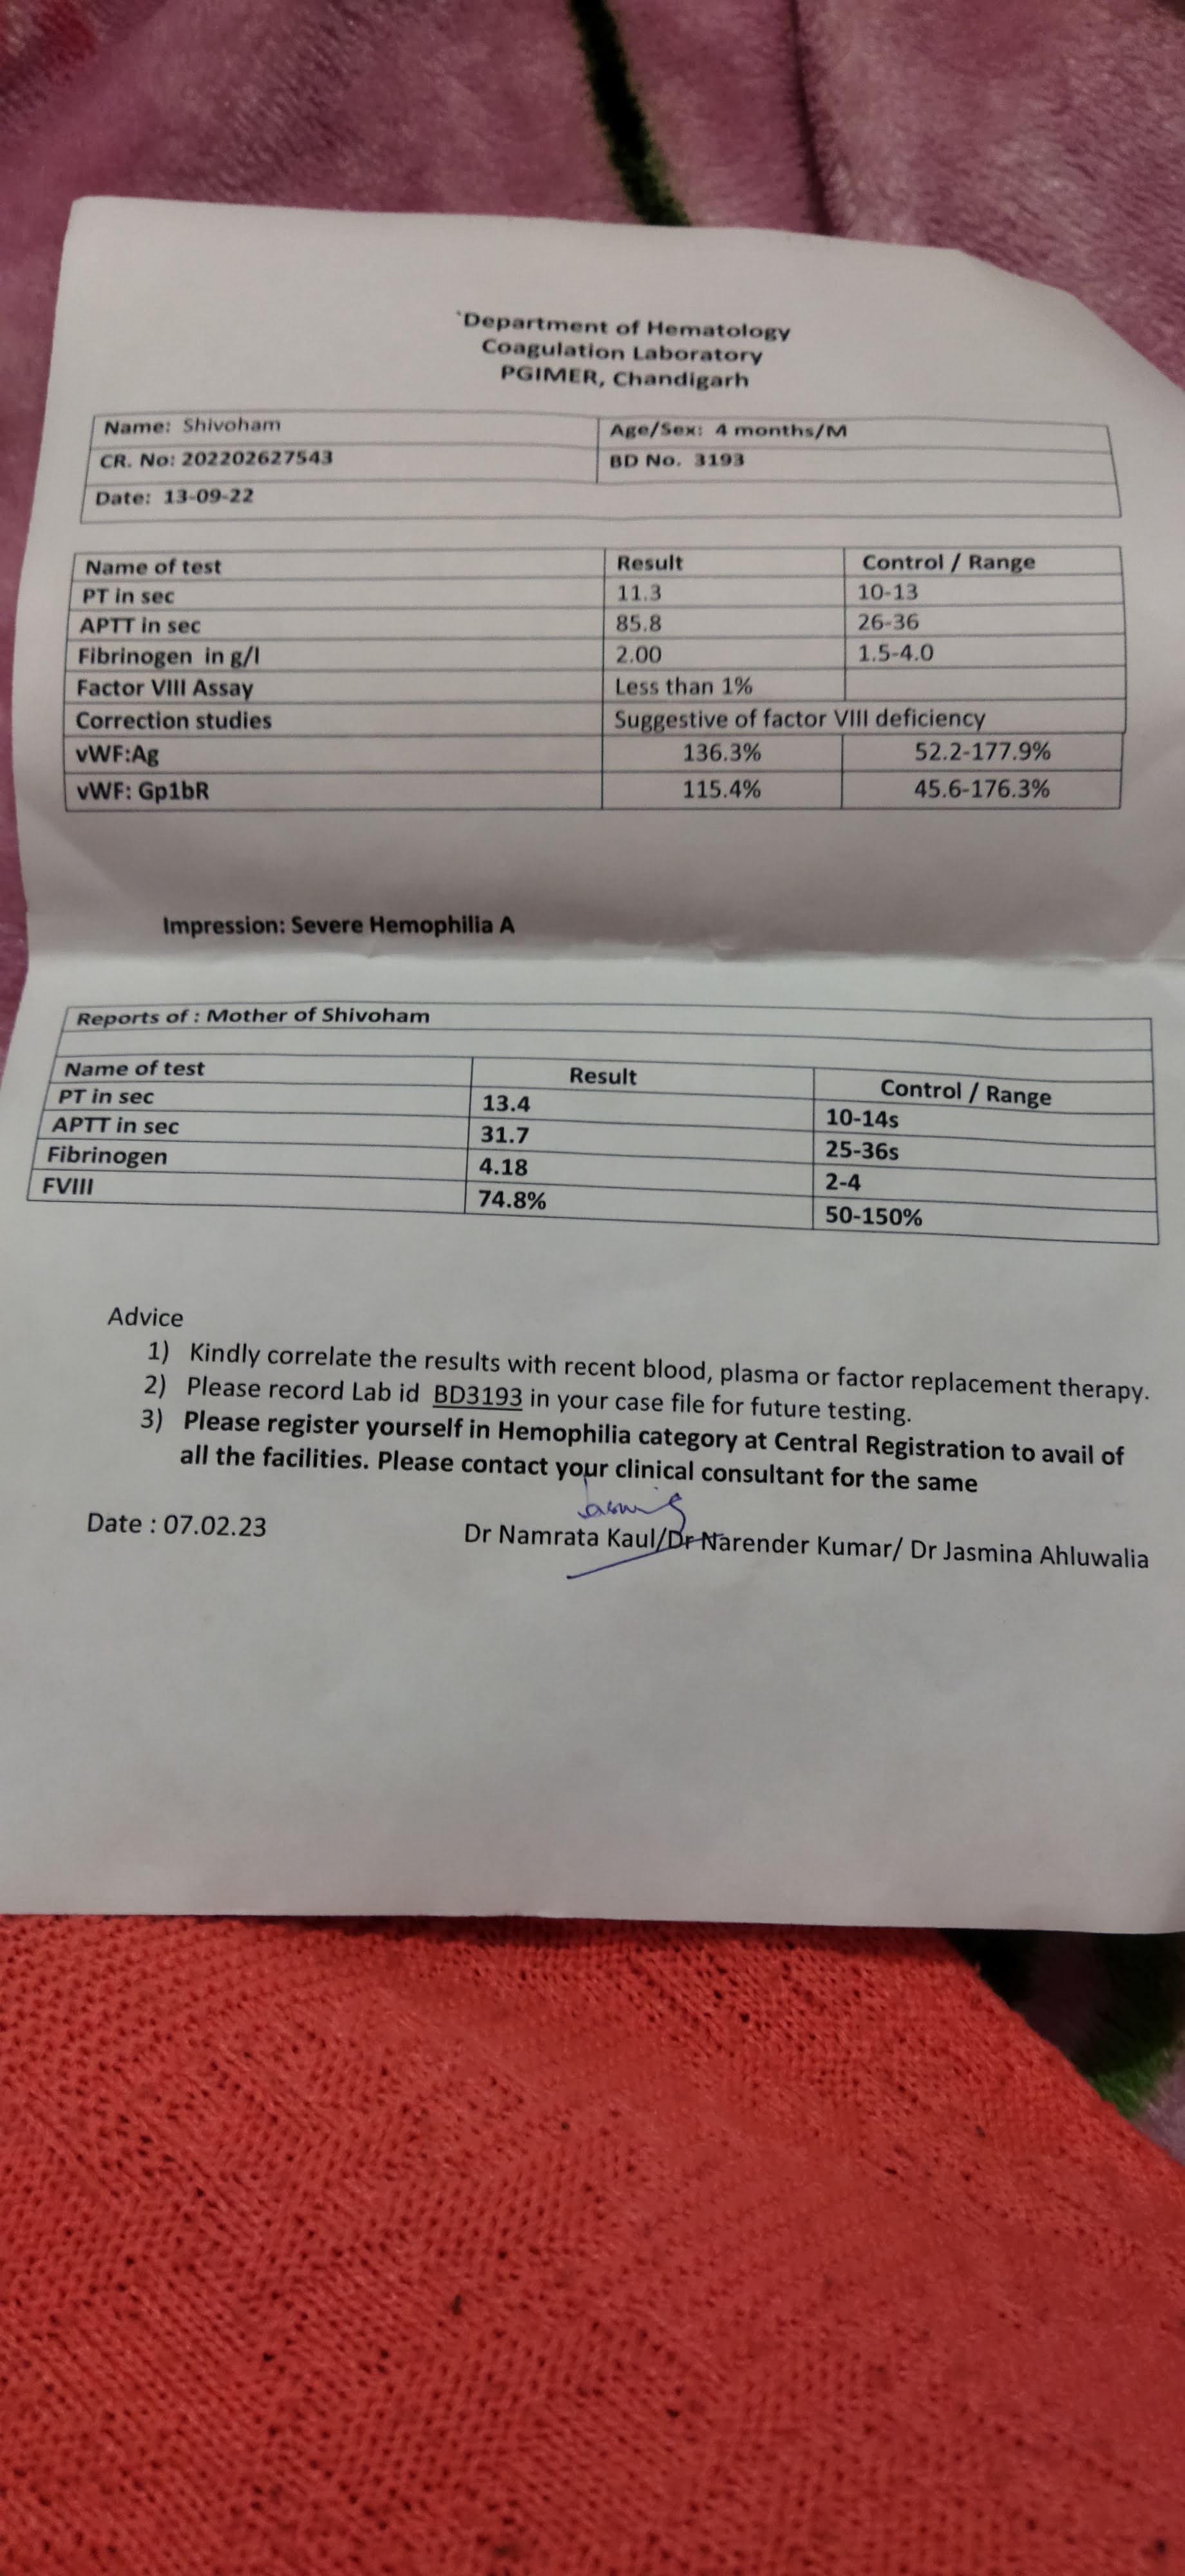 `Department of Hematology
Coagulation Laboratory
PGIMER, Chandigarh
Name: Shivoham Age/Sex: 4 months/M
CR. No: 202202627543 BD No. 3193
Date: 13-09-22
Name of test Result Control / Range
PT in sec 11.3 10-13
APTT in sec 85.8 26-36
Fibrinogen in g/l 2.00 1.5-4.0
Factor VIII Assay Less than 1%
Correction studies Suggestive of factor VIII deficiency
vWF:Ag 136.3% 52.2-177.9%
vWF: Gp1bR 115.4% 45.6-176.3%
Impression: Severe Hemophilia A
Reports of : Mother of Shivoham
Name of test Result Control / Range
PT in sec 13.4 10-14s
APTT in sec 31.7 25-36s
Fibrinogen 4.18 2-4
FVIII 74.8% 50-150%
Advice
1) Kindly correlate the results with recent blood, plasma or factor replacement therapy.
2) Please record Lab id BD3193 in your case file for future testing.
3) Please register yourself in Hemophilia category at Central Registration to avail of
all the facilities. Please contact your clinical consultant for the same
Date : 07.02.23 Dr Namrata Kaul/Dr Narender Kumar/ Dr Jasmina Ahluwalia